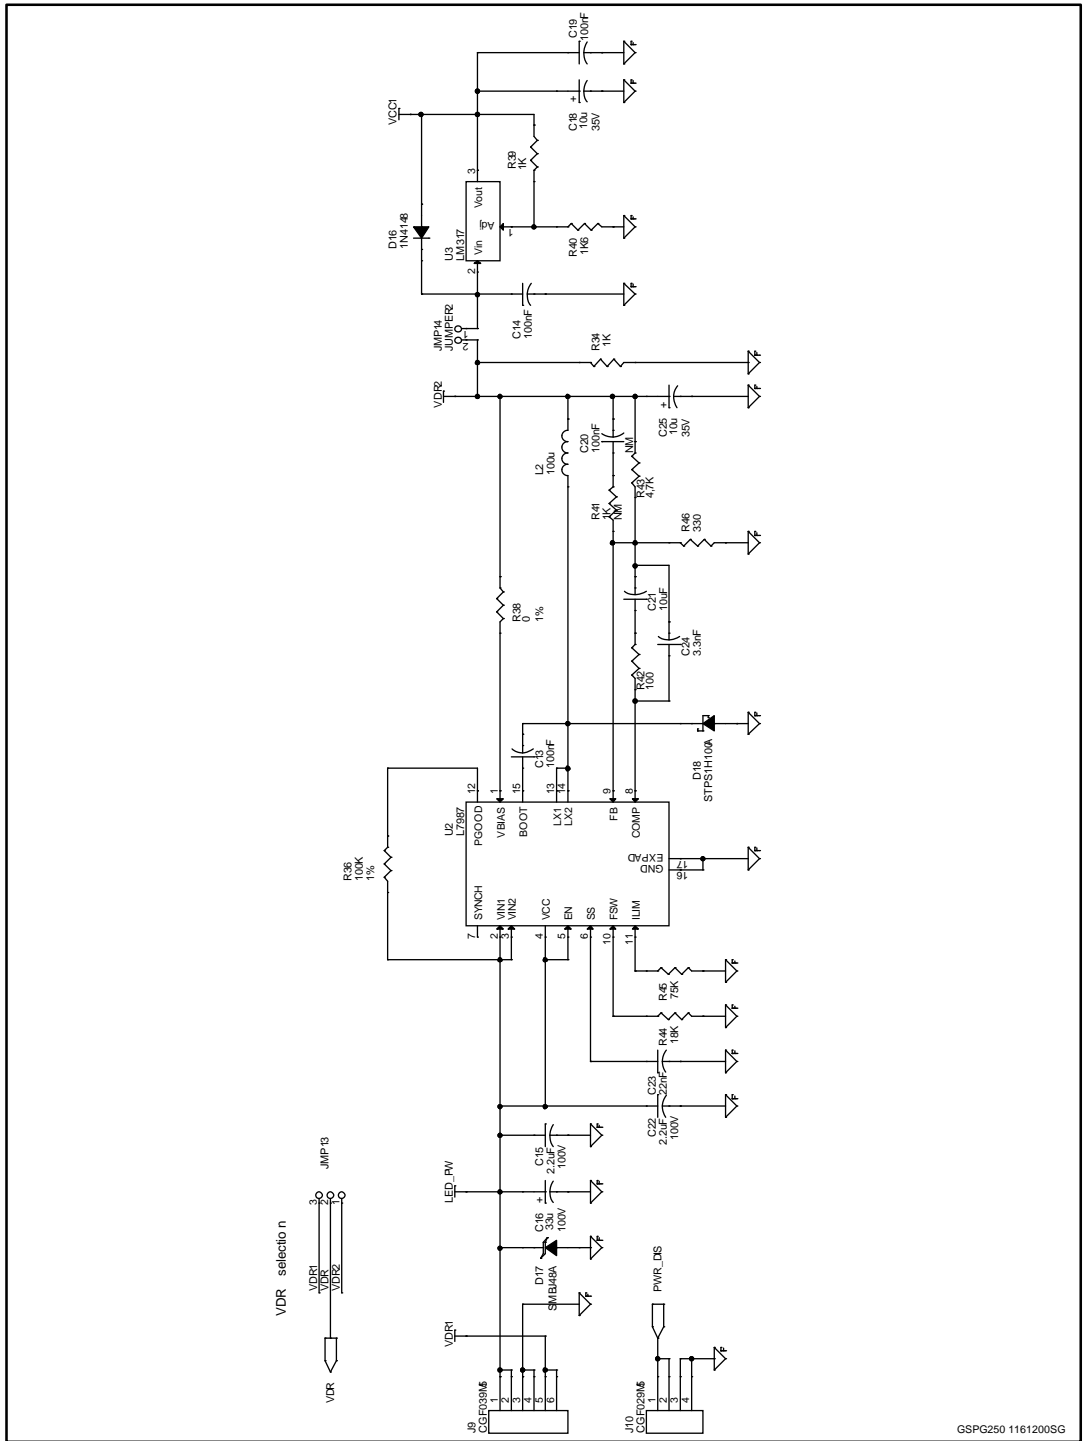 VDR selection
JMP13
3
2
1
VDR1
VDR
VDR2
VDR
J9
CGF039M5
1
2
3
4
5
6
VDR1
J10
CGF029M5
1
2
3
4
PWR_DIS
D17
SMBJ48A
LED_PW
C16
33u
100V
C15
2.2uF
100V
C22
2.2uF
100V
C23
22nF
R44
18K
R45
75K
R36
100K
1%
U2
L7987
7
SYNCH
2
VIN1
3
VIN2
4
VCC
5
EN
6
SS
10
FSW
11
ILIM
PGOOD
12
VBIAS
1
BOOT
15
LX1
13
LX2
14
FB
9
COMP
8
GND
16
EXPAD
17
C13
100nF
D18
STPS1H100A
R38
0
1%
R42
100
C21
10uF
C24
3.3nF
R46
330
R41
1K
NM
C20
100nF
NM
R43
4,7K
L2
100u
C25
10u
35V
VDR2
R34
1K
JMP14
JUMPER2
2
1
C14
100nF
D16
1N4148
U3
LM317
2
Vin
Vout
3
Adj
1
R39
1K
R40
1K6
VCC1
C18
10u
35V
C19
100nF
GSPG250 1161200SG